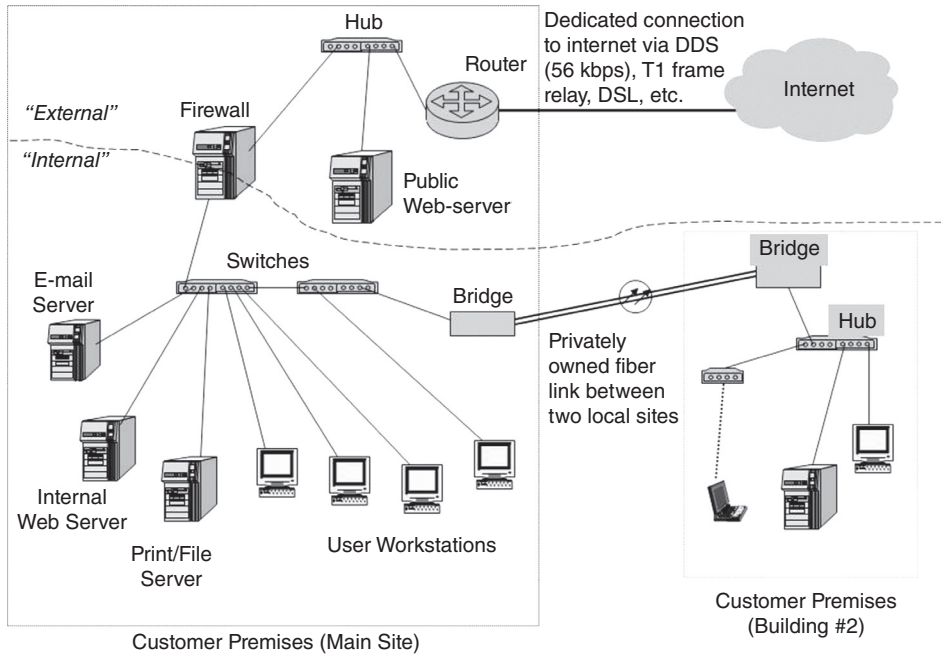 Hub
Dedicated connection
to internet via DDS
(56 kbps), T1 frame
relay, DSL, etc.
Router
Internet
"External"
Firewall
"Internal"
Public
Web-server
Switches
Bridge
E-mail
Server
Bridge
Hub
Privately
owned fiber
link between
two local sites
Internal
Web Server
Print/File
Server
User Workstations
Customer Premises
(Building #2)
Customer Premises (Main Site)